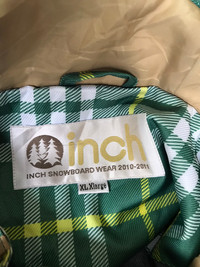 inch
INCH SNOWBOARD WEAR 2010-2011
XL Xlarge